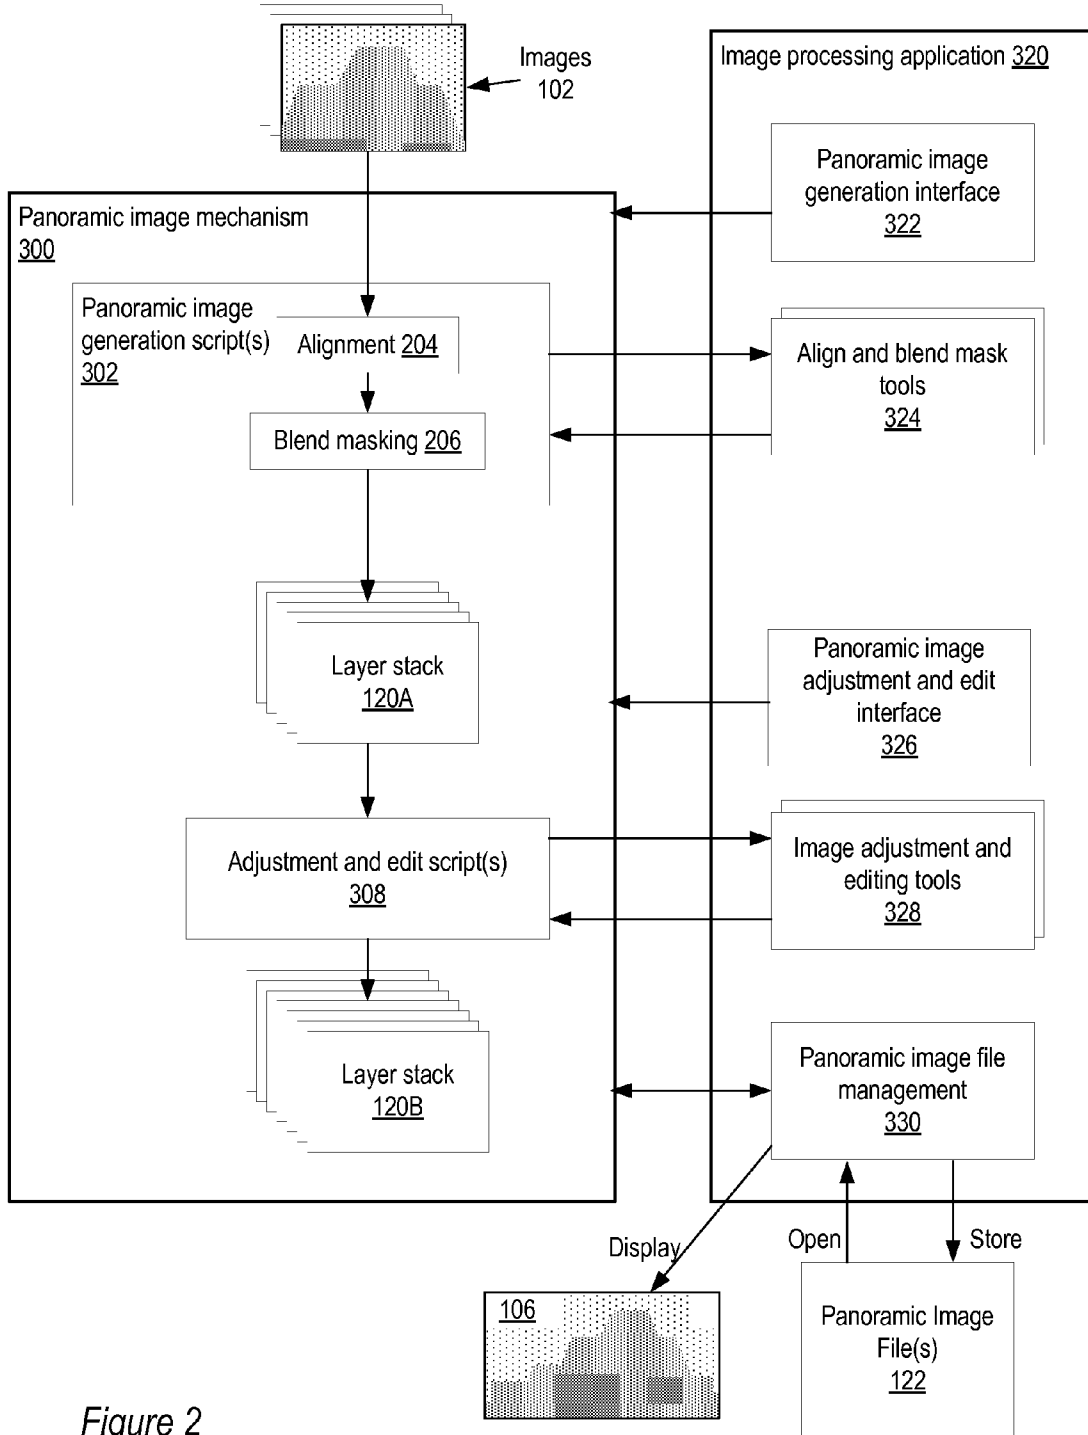 Images
102
Image processing application 320
Panoramic image
generation interface
322
Panoramic image mechanism
300
Panoramic image
generation script(s)
302
Alignment 204
Align and blend mask
tools
324
Blend masking 206
Layer stack
120A
Panoramic image
adjustment and edit
interface
326
Adjustment and edit script(s)
308
Image adjustment and
editing tools
328
Layer stack
120B
Panoramic image file
management
330
Display
Open
Store
106
Panoramic Image
File(s)
122
Figure 2